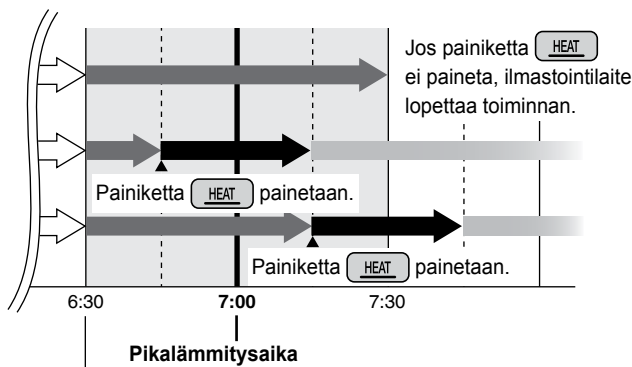 Jos painiketta HEAT
ei paineta, ilmastointilaite
lopettaa toiminnan.
Painiketta HEAT painetaan.
Painiketta HEAT painetaan.
6:30 7:00 7:30
Pikalämmitysaika